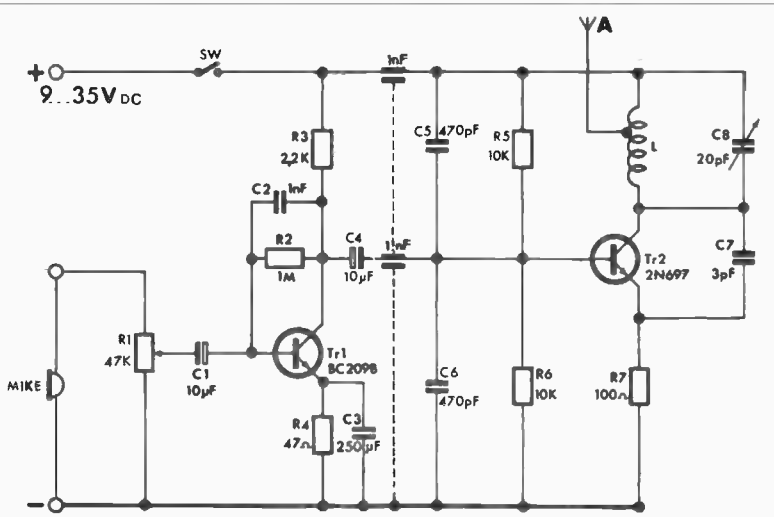 A
1nF
SW
+
9...35V DC
R3
2,2K
C5 470pF
R5
10K
L
C8
20pF
C2 1nF
R2
1M
C4
10µF
1nF
Tr2
2N697
C7
3pF
R1
47K
MIKE
C1
10µF
Tr1
BC209B
R4
47Ω
C3
250µF
C6
470pF
R6
10K
R7
100Ω
-